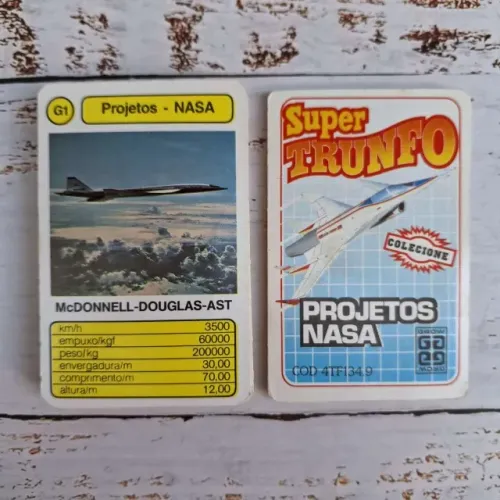 G1
Projetos - NASA
McDONNELL-DOUGLAS-AST
km/h 3500
empuxo/kgf 60000
peso/kg 200000
envergadura/m 30,00
comprimento/m 70,00
altura/m 12,00
Super
TRUNFO
COLECIONE
PROJETOS
NASA
GROW
COD 4TF134.9